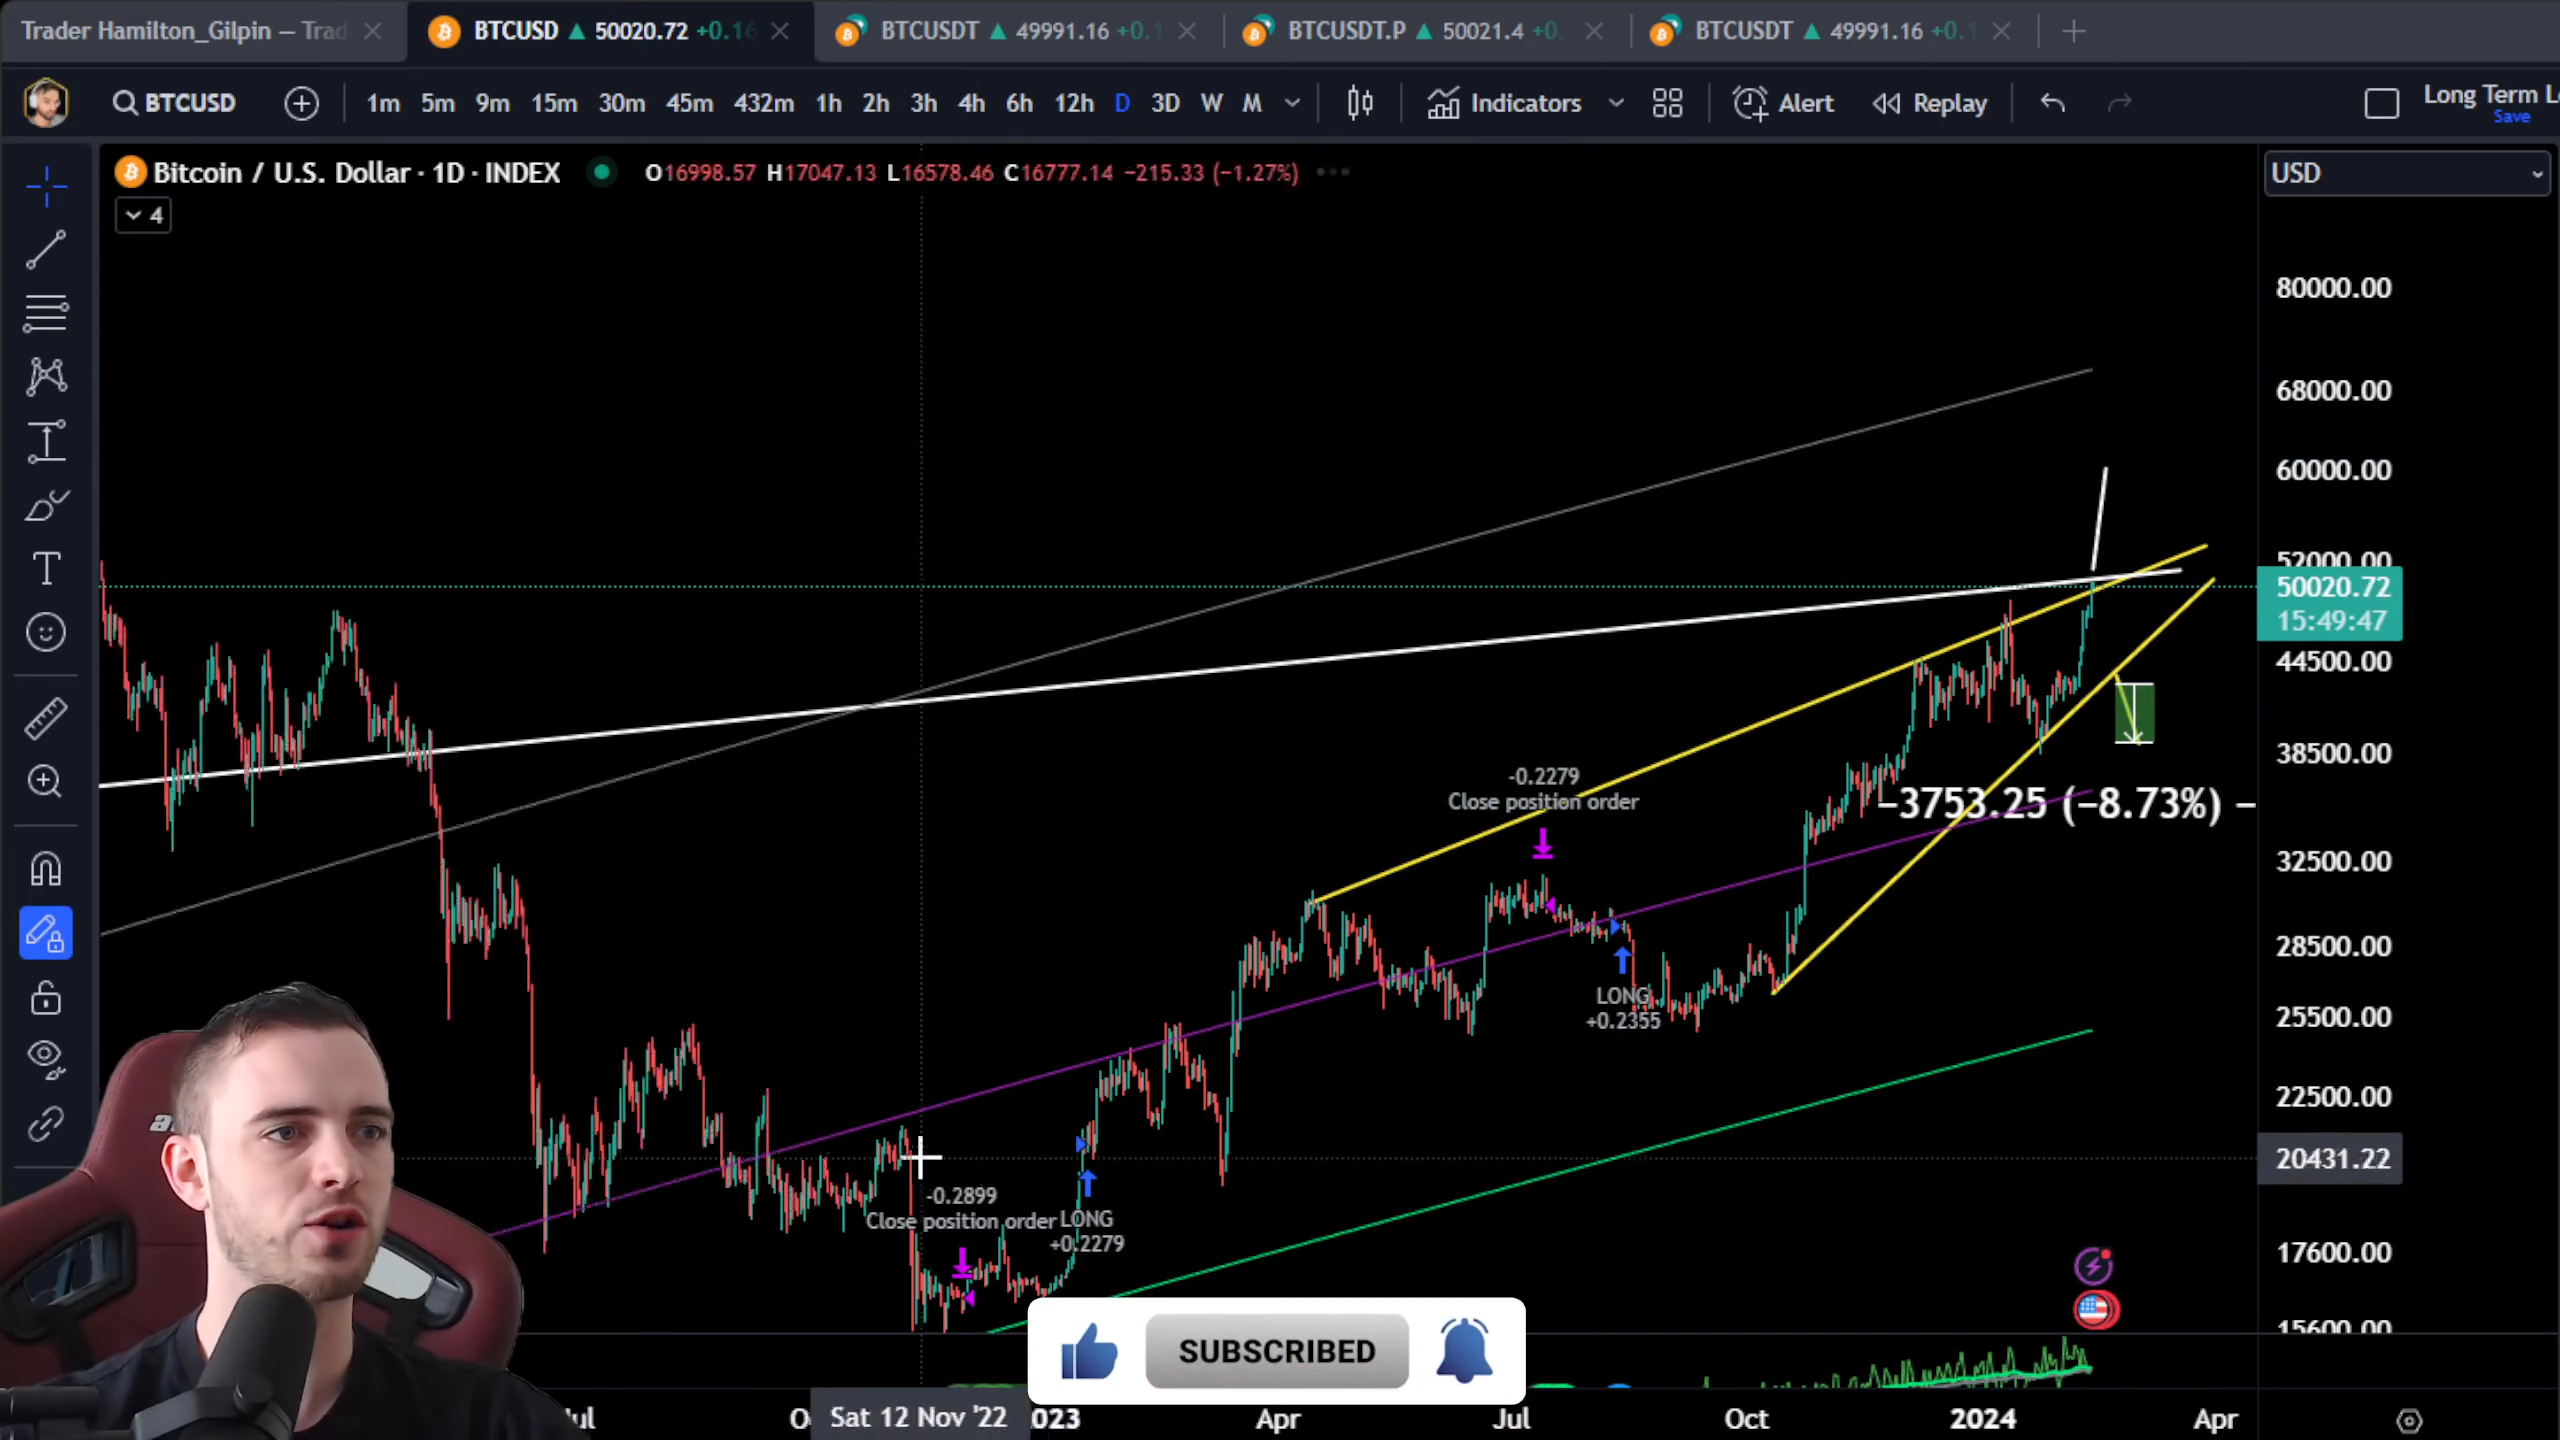 Trader Hamilton_Gilpin — Trad
BTCUSD 50020.72 +0.16
BTCUSDT 49991.16 +0.1
BTCUSDT.P 50021.4 +0.
BTCUSDT 49991.16 +0.1
BTCUSD
1m 5m 9m 15m 30m 45m 432m 1h 2h 3h 4h 6h 12h D 3D W M
Indicators
Alert
Replay
Long Term L
Save
Bitcoin / U.S. Dollar · 1D · INDEX
O16998.57 H17047.13 L16578.46 C16777.14 −215.33 (−1.27%)
4
USD
80000.00
68000.00
60000.00
52000.00
50020.72
15:49:47
44500.00
38500.00
32500.00
28500.00
25500.00
22500.00
20431.22
17600.00
15600.00
−3753.25 (−8.73%) −
-0.2279
Close position order
LONG
+0.2355
-0.2899
Close position order
LONG
+0.2279
SUBSCRIBED
Sat 12 Nov '22
Apr
Jul
Oct
2024
Apr